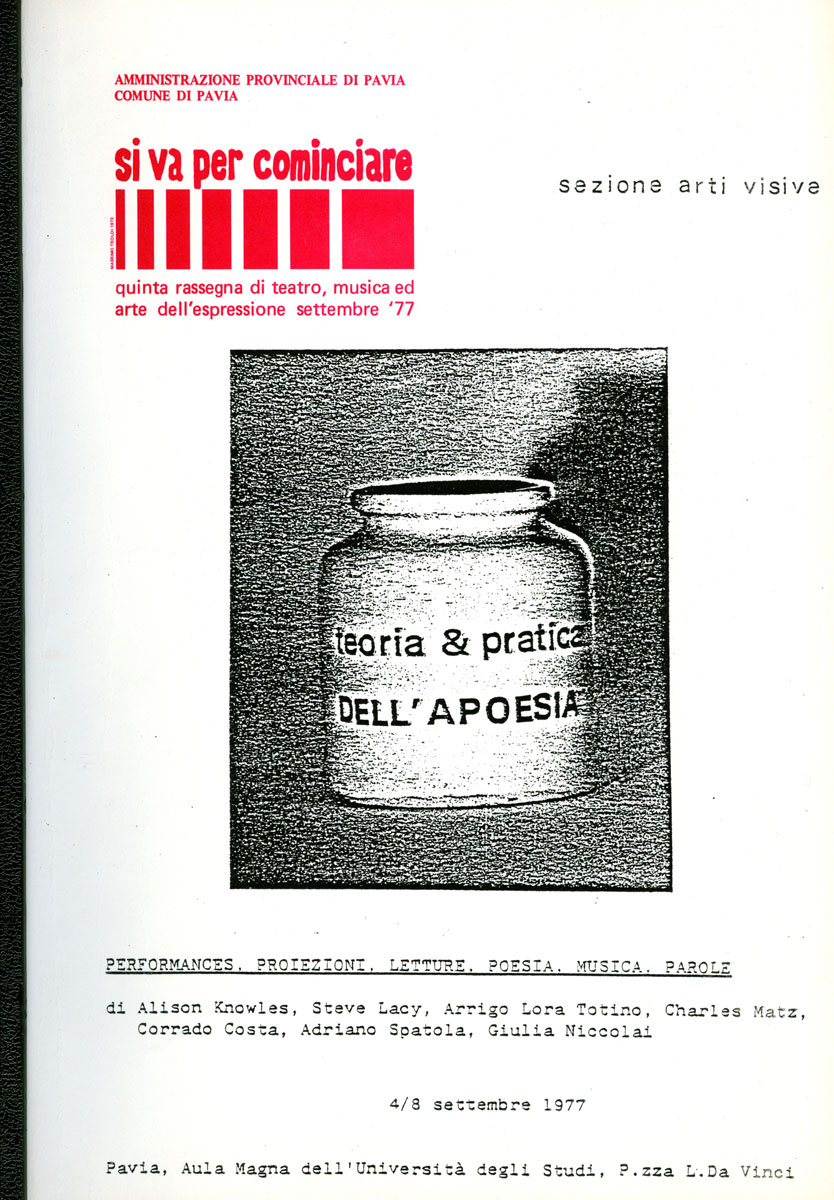 AMMINISTRAZIONE PROVINCIALE DI PAVIA
COMUNE DI PAVIA
si va per cominciare
sezione arti visive
quinta rassegna di teatro, musica ed
arte dell'espressione settembre '77
teoria & pratica
DELL'APOESIA
PERFORMANCES, PROIEZIONI, LETTURE, POESIA, MUSICA, PAROLE
di Alison Knowles, Steve Lacy, Arrigo Lora Totino, Charles Matz,
Corrado Costa, Adriano Spatola, Giulia Niccolai
4/8 settembre 1977
Pavia, Aula Magna dell'Università degli Studi, P.zza L.Da Vinci